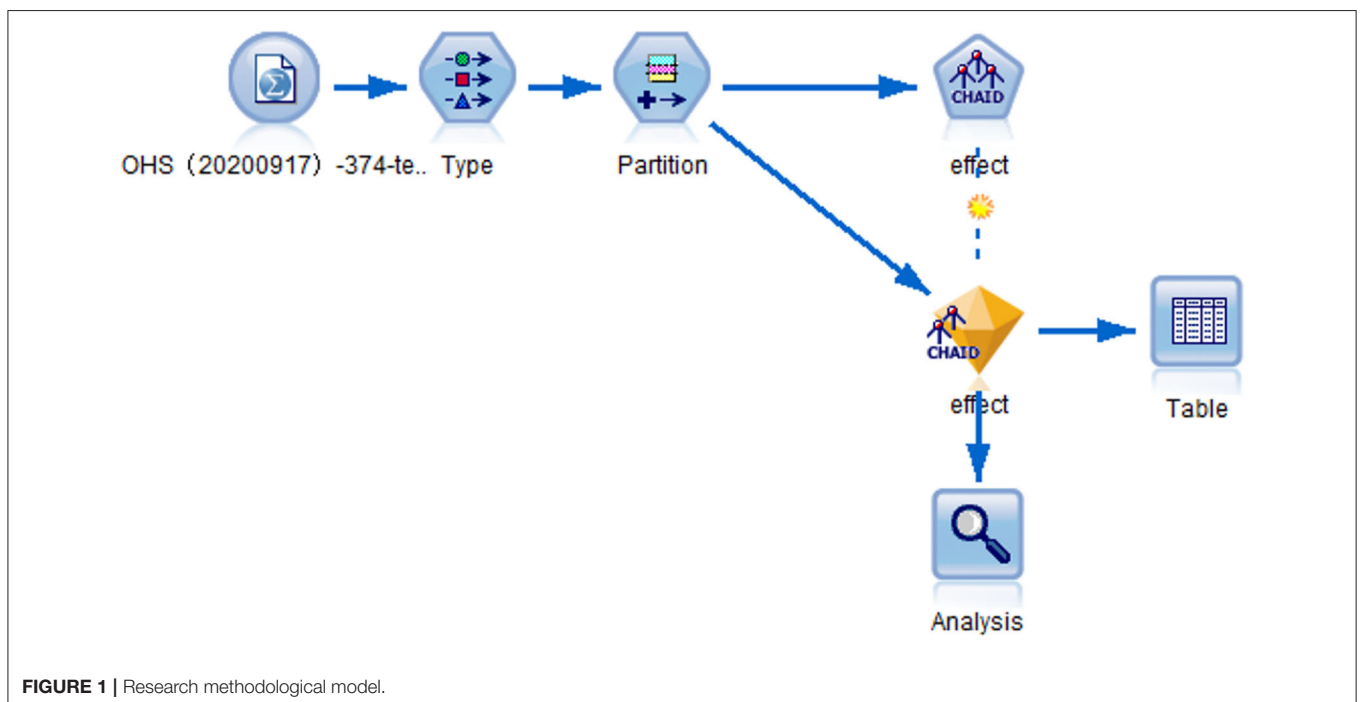 CHAID
OHS（20200917）-374-te.. Type Partition effect
CHAID
effect Table
Analysis
FIGURE 1 | Research methodological model.